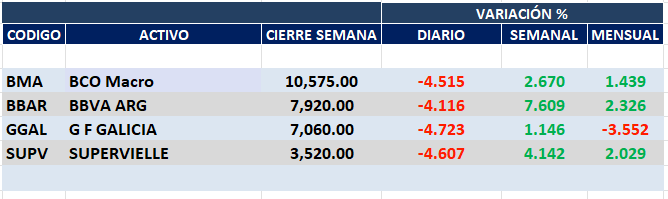 VARIACIÓN %
CODIGO ACTIVO CIERRE SEMANA DIARIO SEMANAL MENSUAL
BMA BCO Macro 10,575.00 -4.515 2.670 1.439
BBAR BBVA ARG 7,920.00 -4.116 7.609 2.326
GGAL G F GALICIA 7,060.00 -4.723 1.146 -3.552
SUPV SUPERVIELLE 3,520.00 -4.607 4.142 2.029